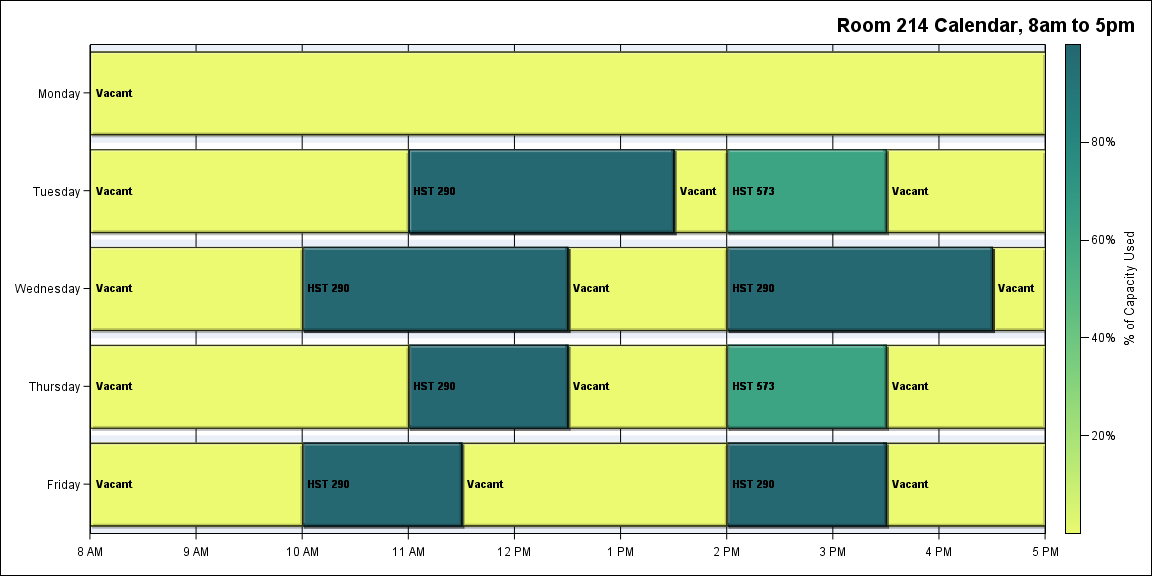 Room 214 Calendar, 8am to 5pm
Monday
Vacant
Tuesday
Vacant
HST 290
Vacant
HST 573
Vacant
Wednesday
Vacant
HST 290
Vacant
HST 290
Vacant
Thursday
Vacant
HST 290
Vacant
HST 573
Vacant
Friday
Vacant
HST 290
Vacant
HST 290
Vacant
8 AM
9 AM
10 AM
11 AM
12 PM
1 PM
2 PM
3 PM
4 PM
5 PM
80%
60%
40%
20%
% of Capacity Used